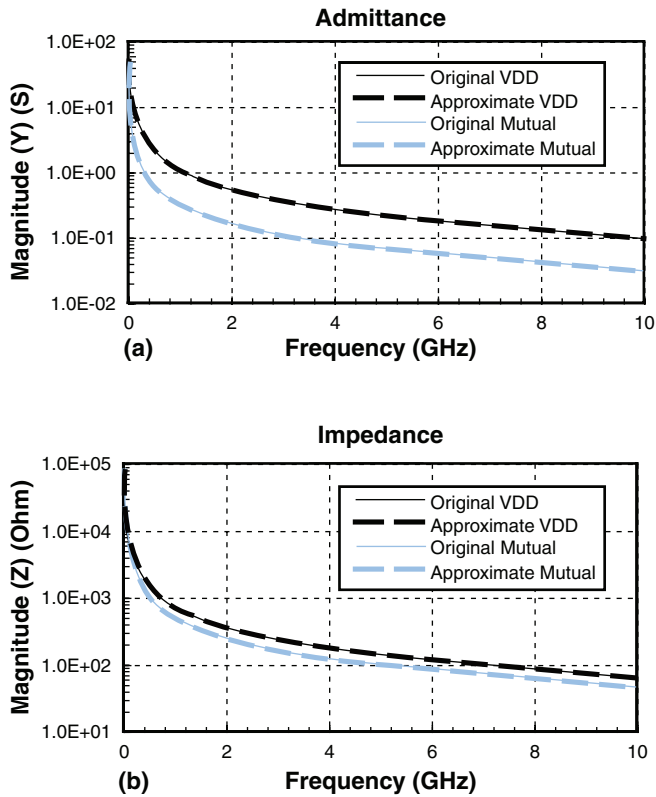 Admittance
Magnitude (Y) (S)
1.0E+02
1.0E+01
1.0E+00
1.0E-01
1.0E-02
Original VDD
Approximate VDD
Original Mutual
Approximate Mutual
0 2 4 6 8 10
(a) Frequency (GHz)
Impedance
Magnitude (Z) (Ohm)
1.0E+05
1.0E+04
1.0E+03
1.0E+02
1.0E+01
Original VDD
Approximate VDD
Original Mutual
Approximate Mutual
0 2 4 6 8 10
(b) Frequency (GHz)